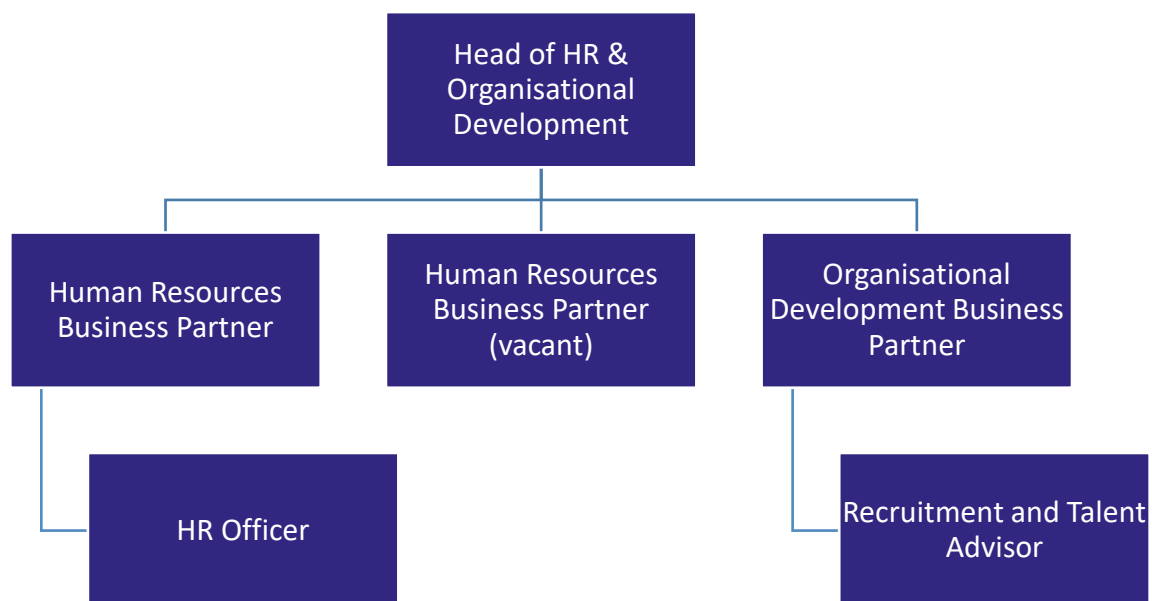 Head of HR &
Organisational
Development
Human Resources
Business Partner
Human Resources
Business Partner
(vacant)
Organisational
Development Business
Partner
HR Officer
Recruitment and Talent
Advisor